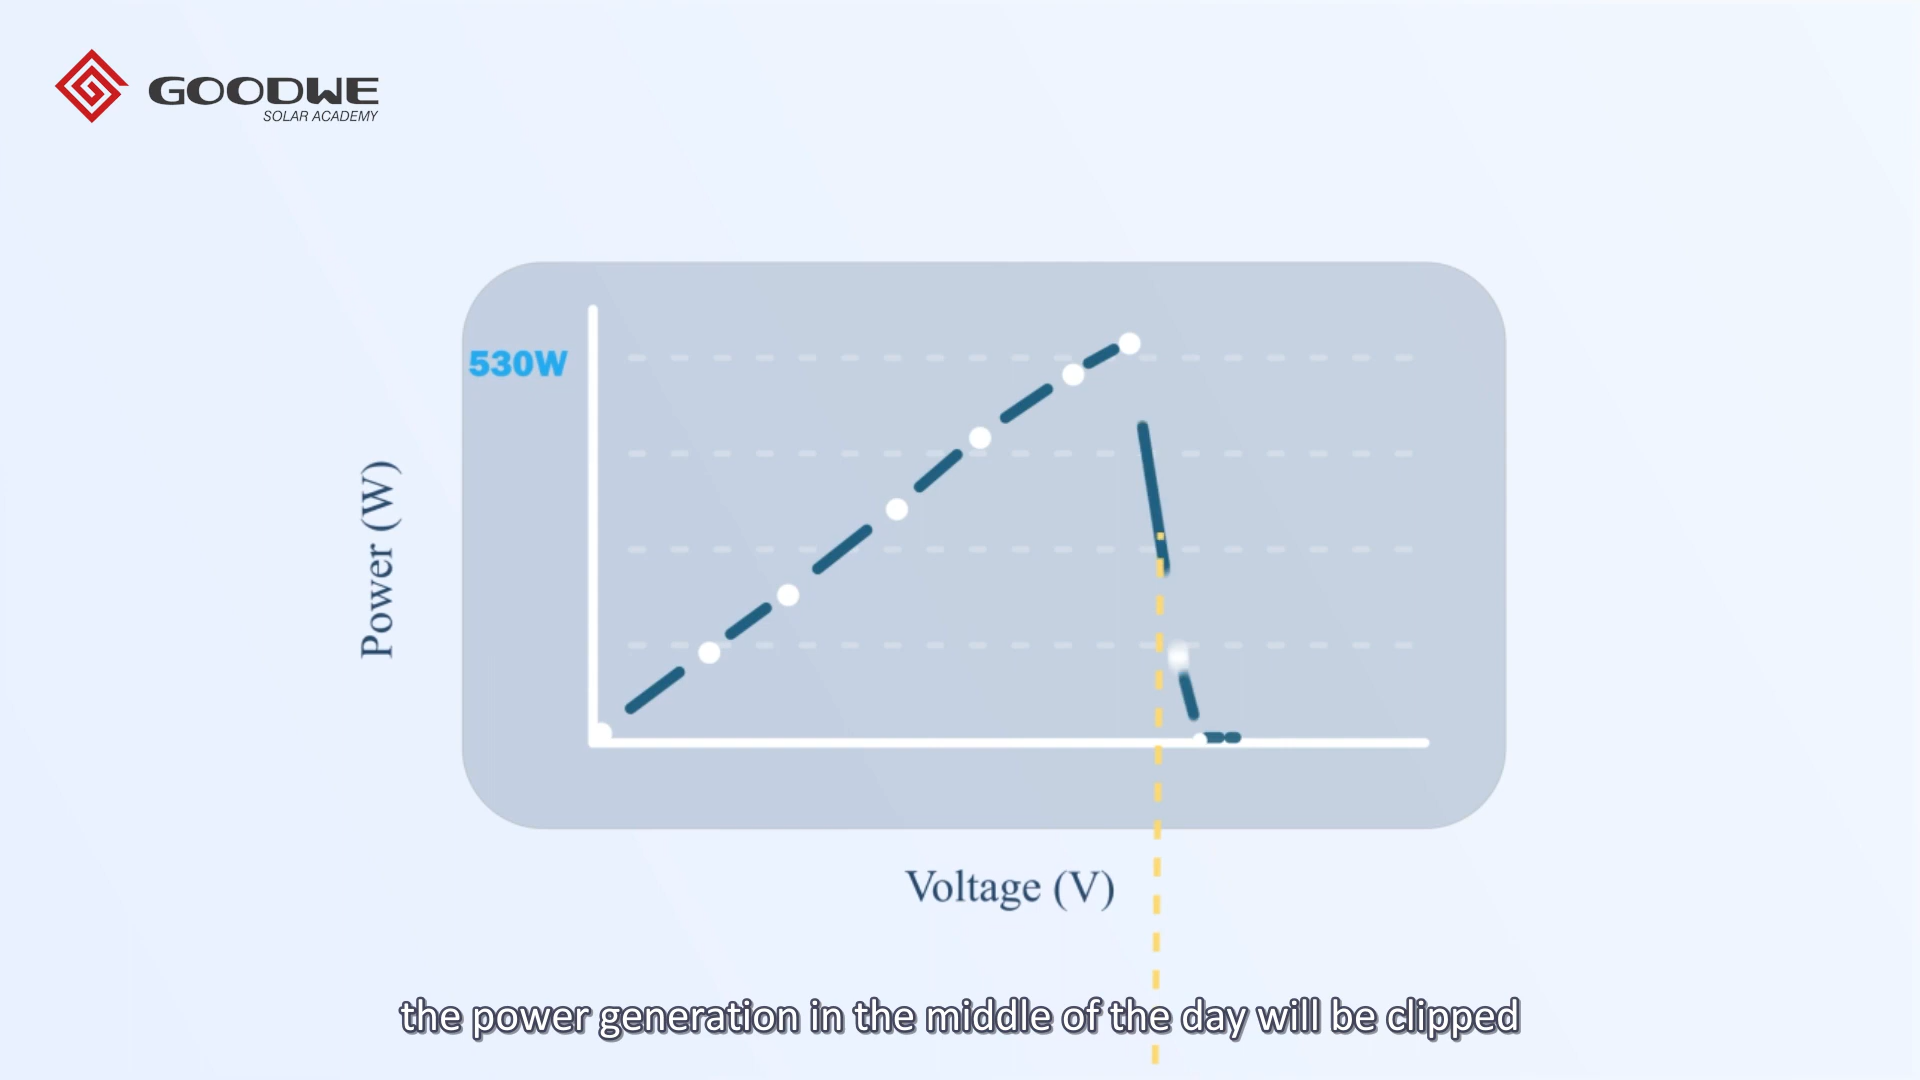 GOODWE
SOLAR ACADEMY
530W
Power (W)
Voltage (V)
the power generation in the middle of the day will be clipped